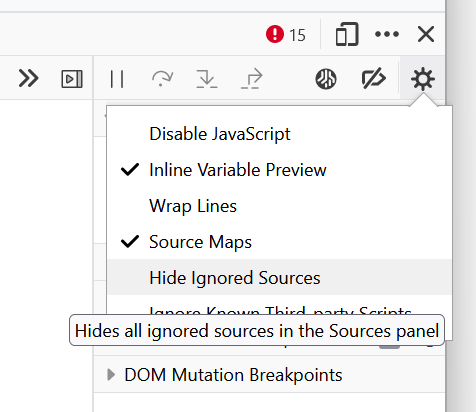 15
Disable JavaScript
Inline Variable Preview
Wrap Lines
Source Maps
Hide Ignored Sources
Ignore Known Third-party Scripts
Hides all ignored sources in the Sources panel
DOM Mutation Breakpoints